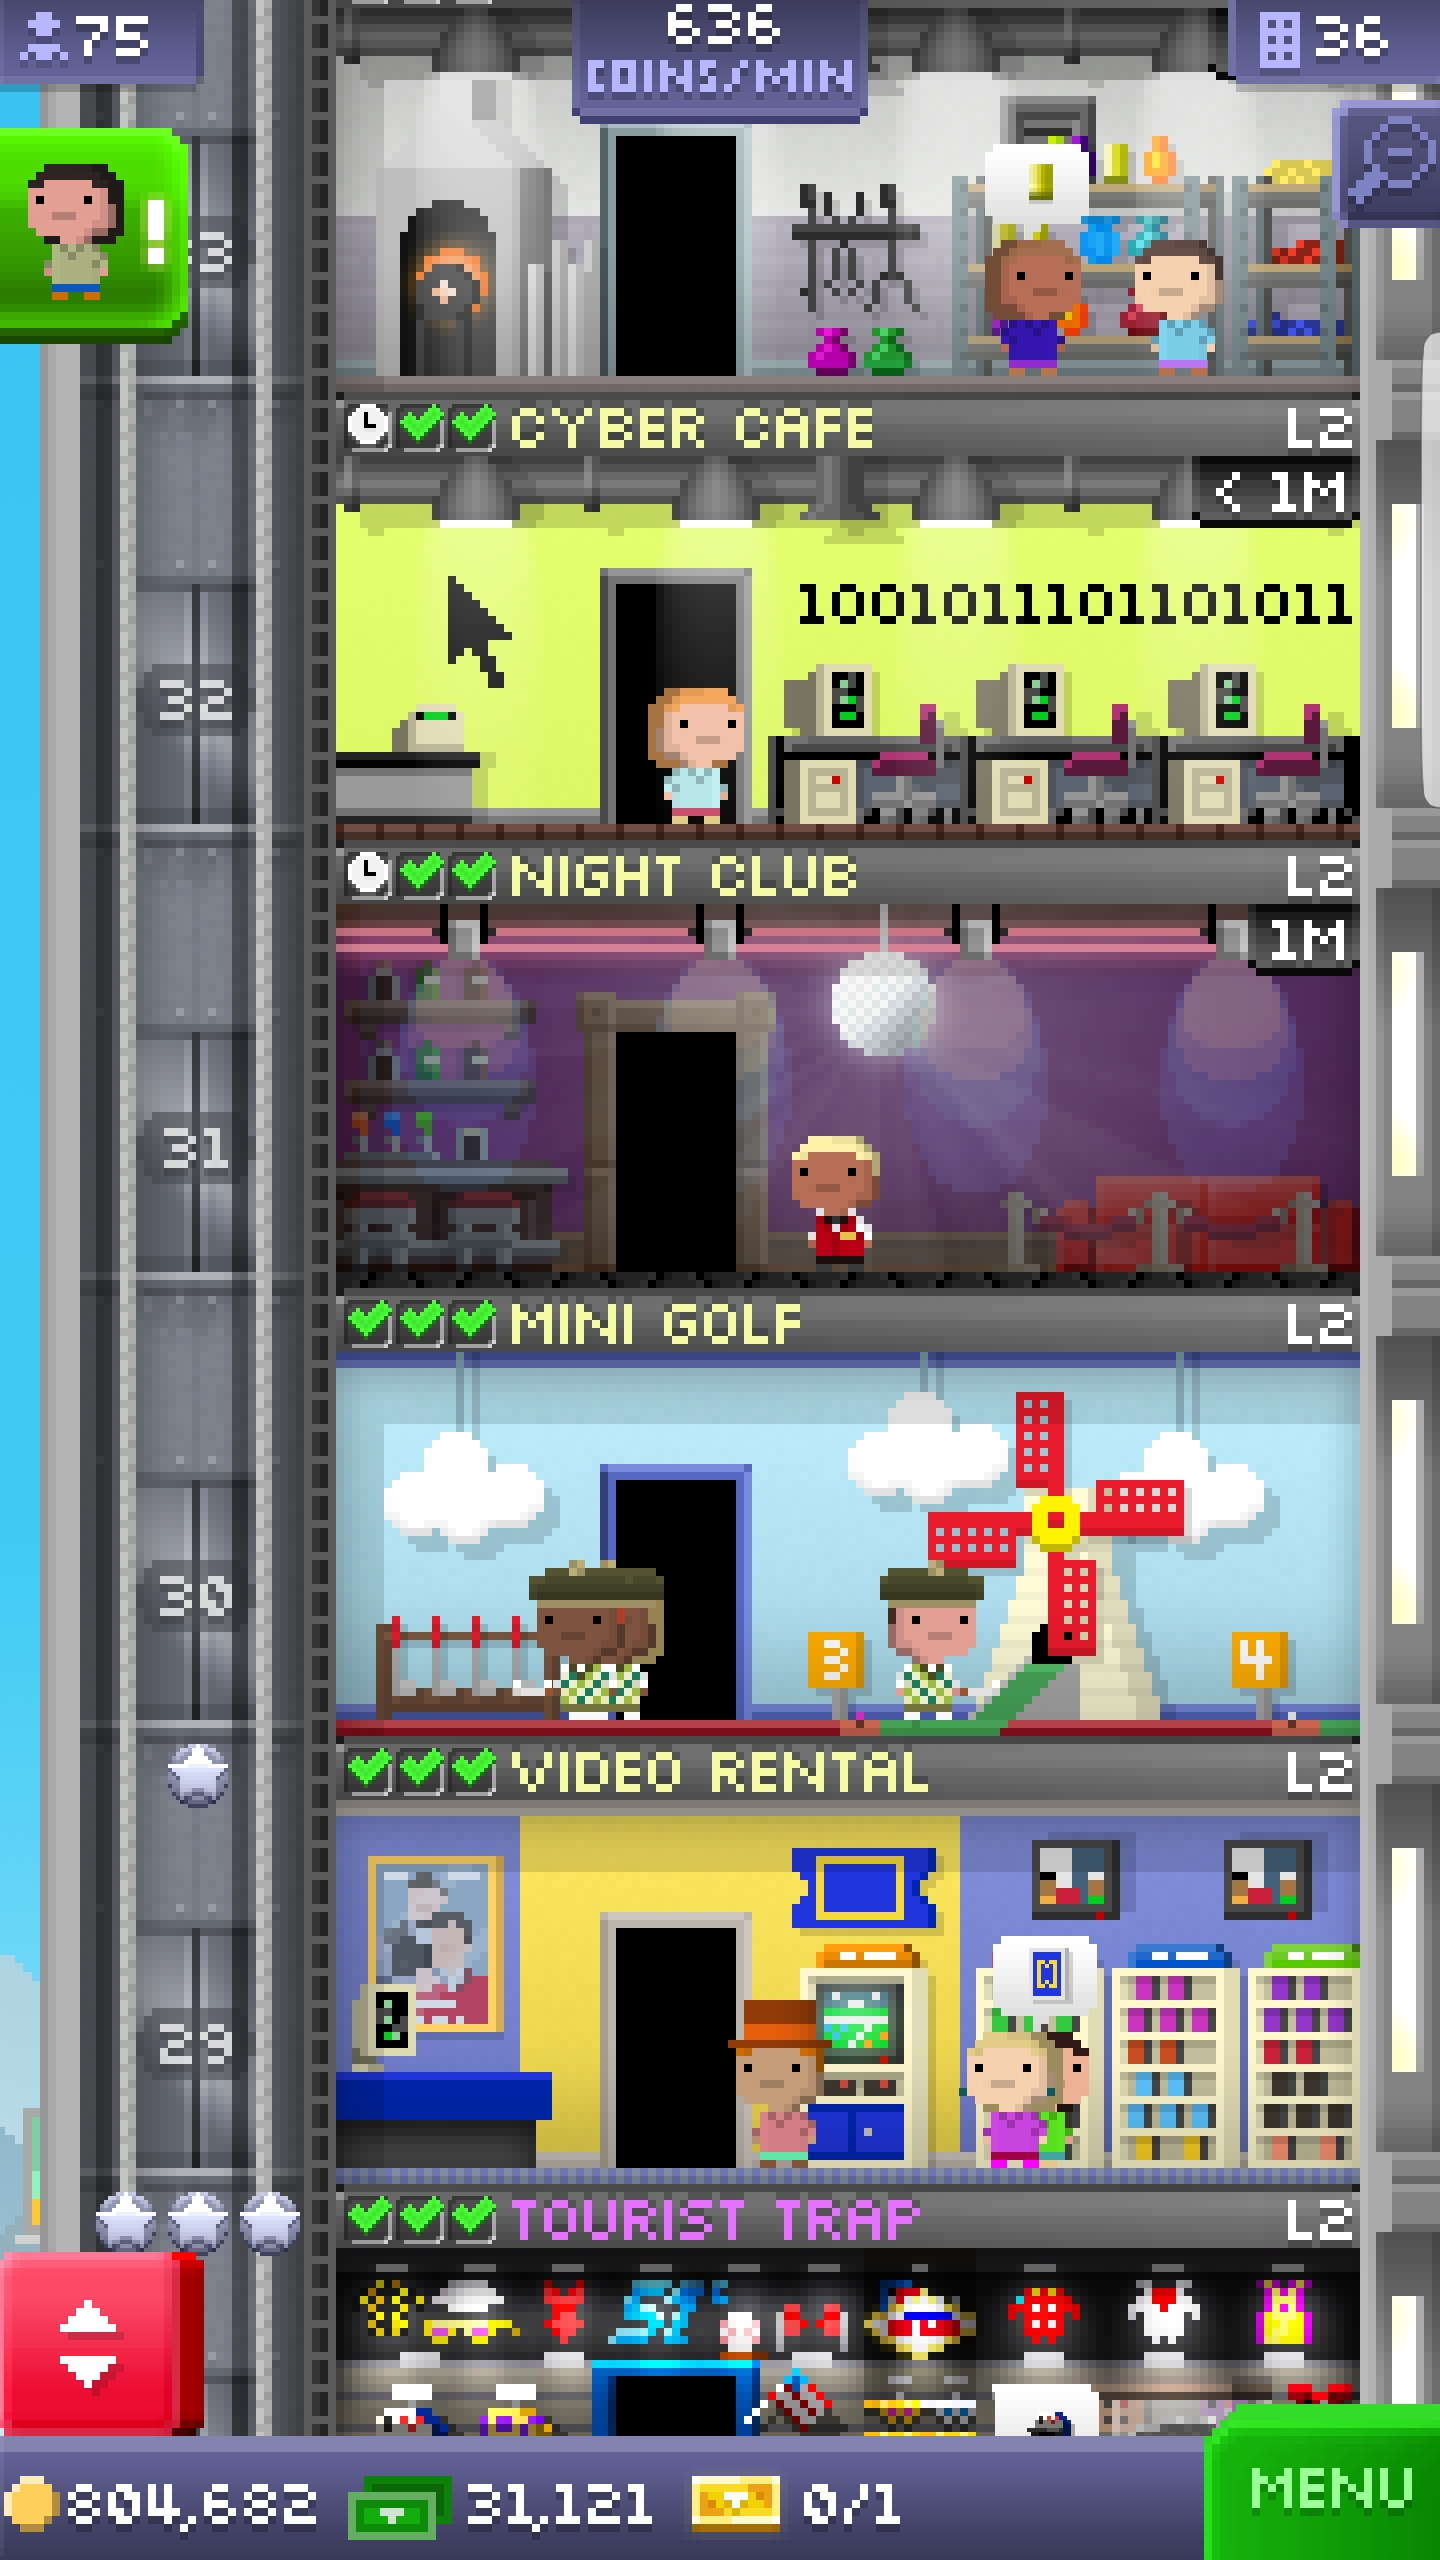 75
636
COINS/MIN
36
!
3
CYBER CAFE L2
< 1M
1001011101101011
32
NIGHT CLUB L2
1M
31
MINI GOLF L2
30
3
4
VIDEO RENTAL L2
29
TOURIST TRAP L2
804,682 31,121 0/1
MENU